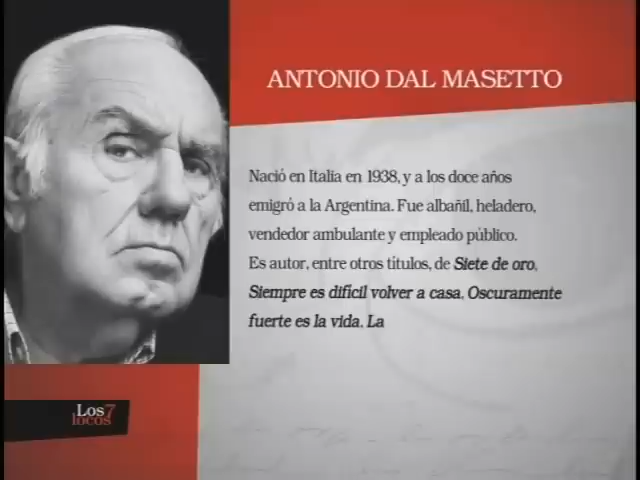 ANTONIO DAL MASETTO
Nació en Italia en 1938, y a los doce años
emigró a la Argentina. Fue albañil, heladero,
vendedor ambulante y empleado público.
Es autor, entre otros títulos, de Siete de oro,
Siempre es difícil volver a casa, Oscuramente
fuerte es la vida, La
Los 7
locos